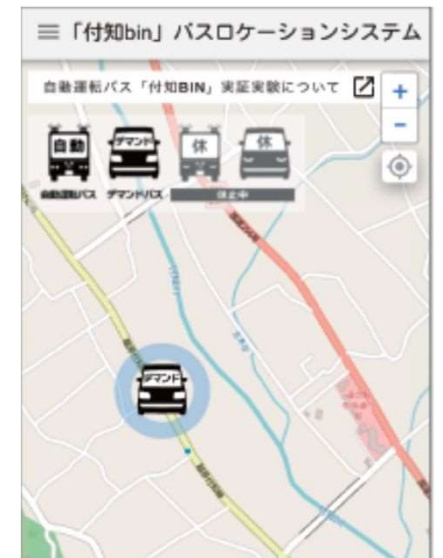 「付知bin」バスロケーションシステム
自動運転バス「付知BIN」実証実験について
+
自動
デマンド
休
休
-
自動運転バス
デマンドバス
休止中
デマンド